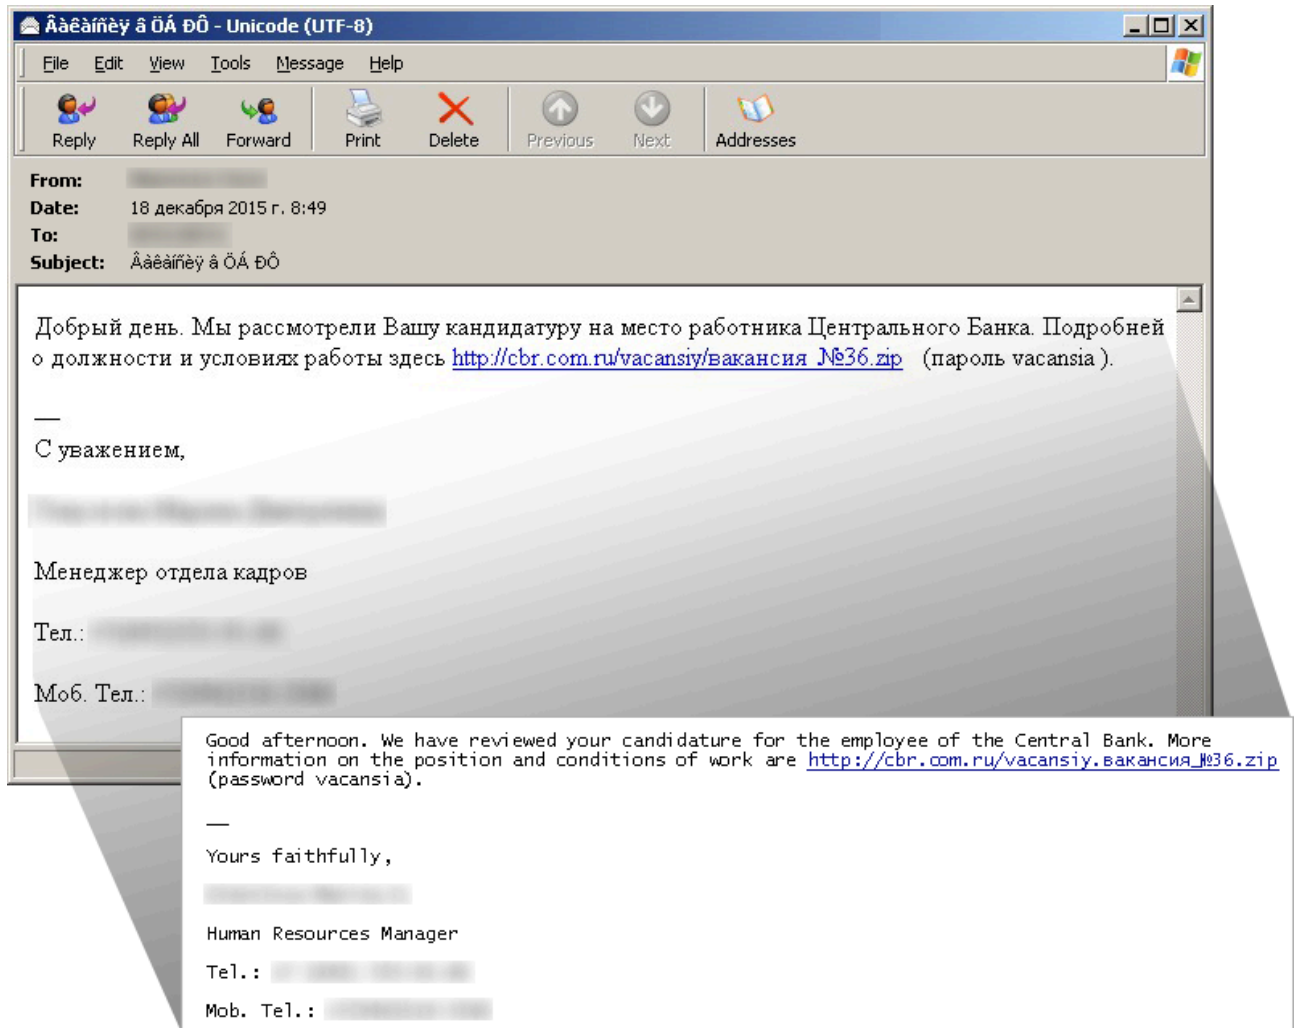 Âàêàíñèÿ â ÖÁ ÐÔ - Unicode (UTF-8)
File Edit View Tools Message Help
Reply Reply All Forward Print Delete Previous Next Addresses
From:
Date: 18 декабря 2015 г. 8:49
To:
Subject: Âàêàíñèÿ â ÖÁ ÐÔ
Добрый день. Мы рассмотрели Вашу кандидатуру на место работника Центрального Банка. Подробней
о должности и условиях работы здесь http://cbr.com.ru/vacansiy/вакансия_№36.zip (пароль vacansia ).
__
С уважением,
Менеджер отдела кадров
Тел.:
Моб. Тел.:
Good afternoon. We have reviewed your candidature for the employee of the Central Bank. More
information on the position and conditions of work are http://cbr.com.ru/vacansiy.вакансия_№36.zip
(password vacansia).
__
Yours faithfully,
Human Resources Manager
Tel.:
Mob. Tel.: